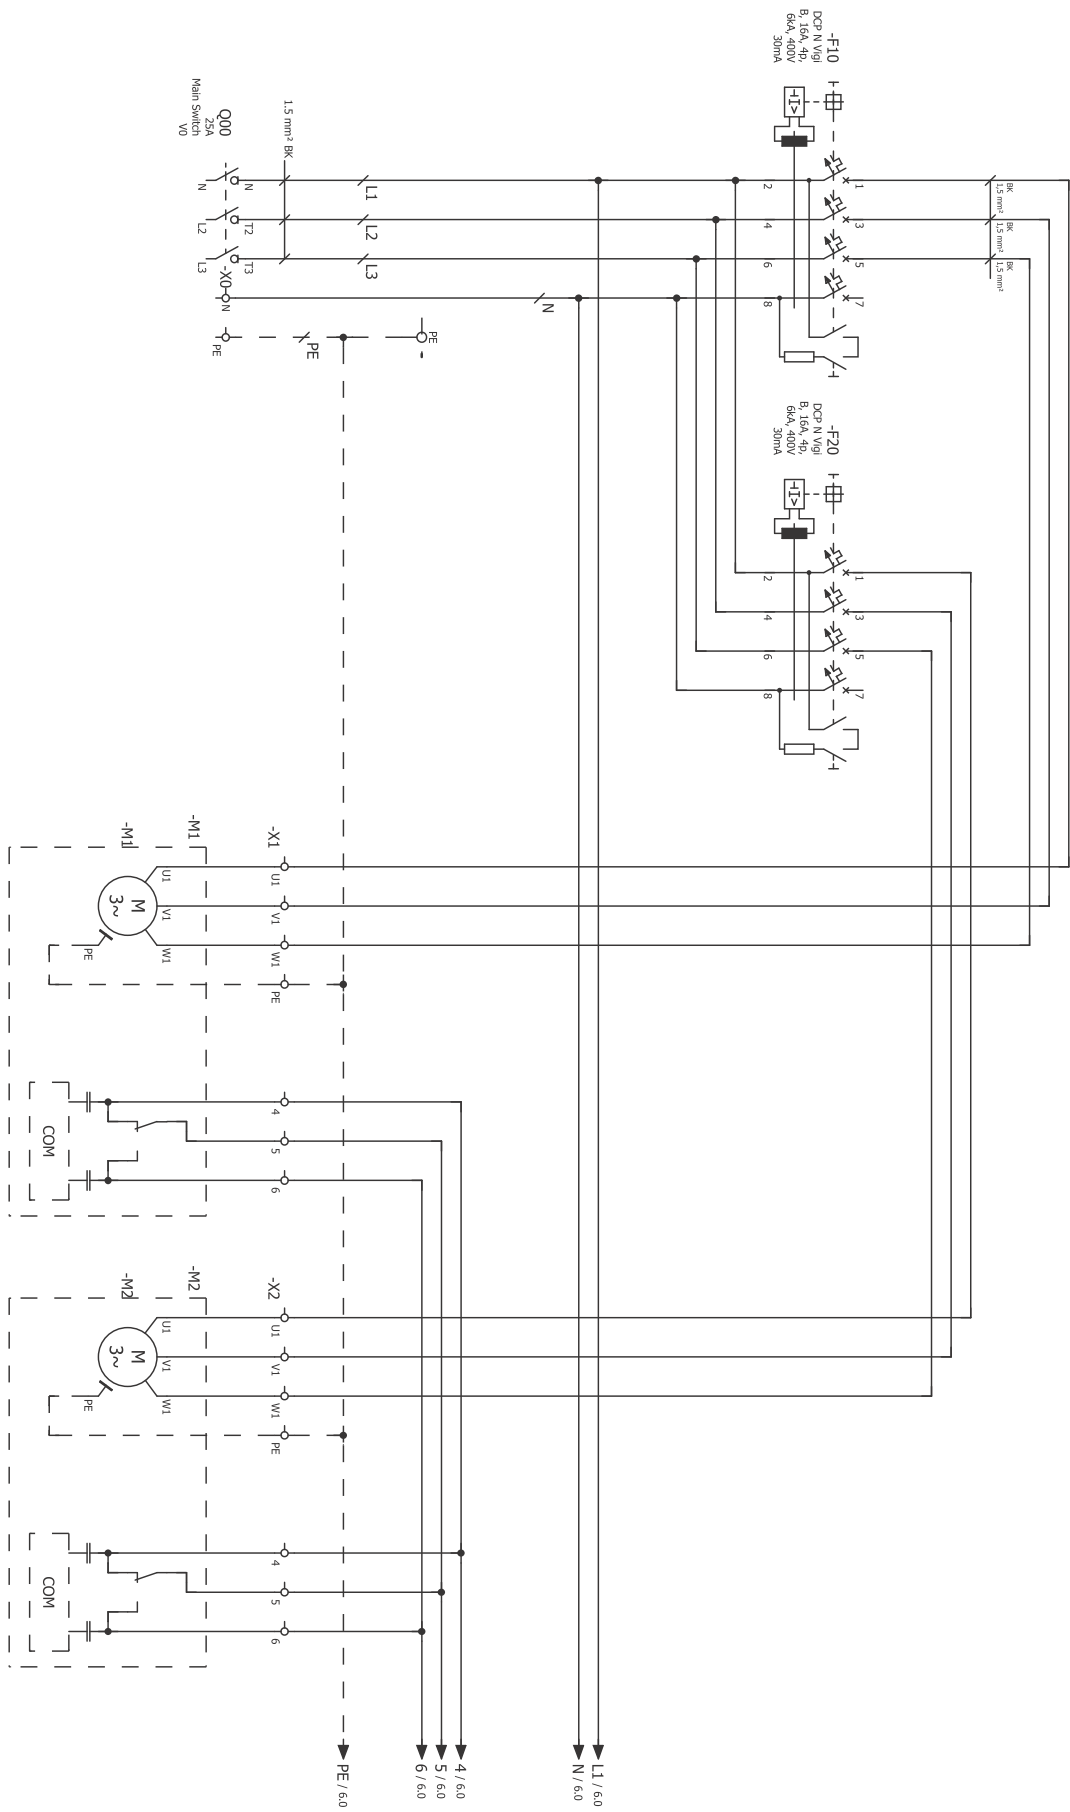 -F10
DCP N Vigi
B, 16A, 4p,
6kA, 400V
30mA
I>
1
3
5
7
2
4
6
8
BK
1,5 mm²
BK
1,5 mm²
BK
1,5 mm²
Q00
25A
Main Switch
V0
1.5 mm² BK
N
T2
T3
N
L2
L3
L1
L2
L3
-X0
N
N
PE
PE
PE
-F20
DCP N Vigi
B, 16A, 4p,
6kA, 400V
30mA
I>
1
3
5
7
2
4
6
8
-X1
U1
V1
W1
PE
4
5
6
-M1
-M1
U1
V1
W1
PE
M
3~
COM
-X2
U1
V1
W1
PE
4
5
6
-M2
-M2
U1
V1
W1
PE
M
3~
COM
L1 / 6.0
N / 6.0
4 / 6.0
5 / 6.0
6 / 6.0
PE / 6.0